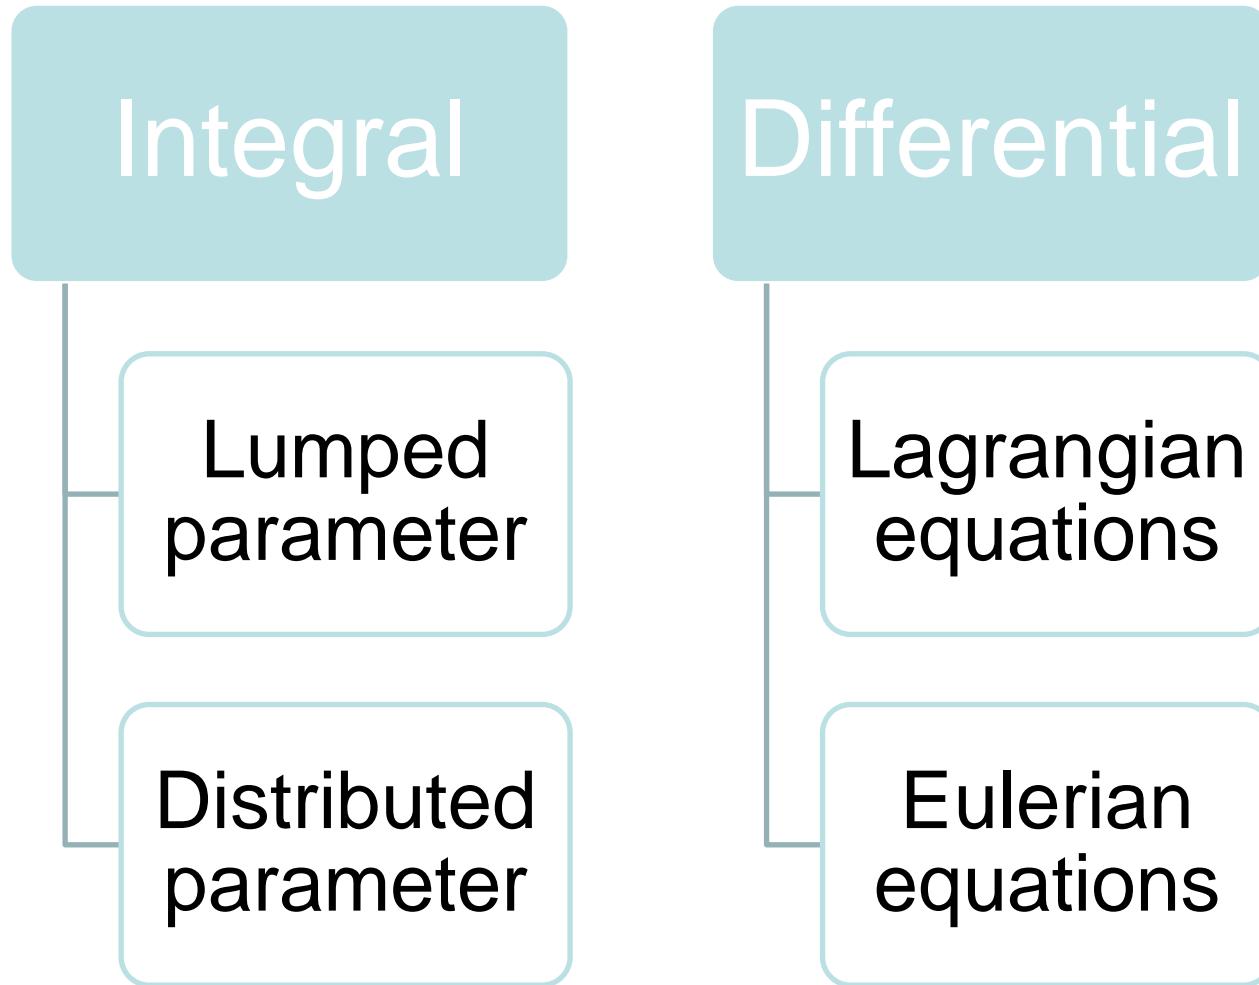 Integral
Lumped
parameter
Distributed
parameter
Differential
Lagrangian
equations
Eulerian
equations